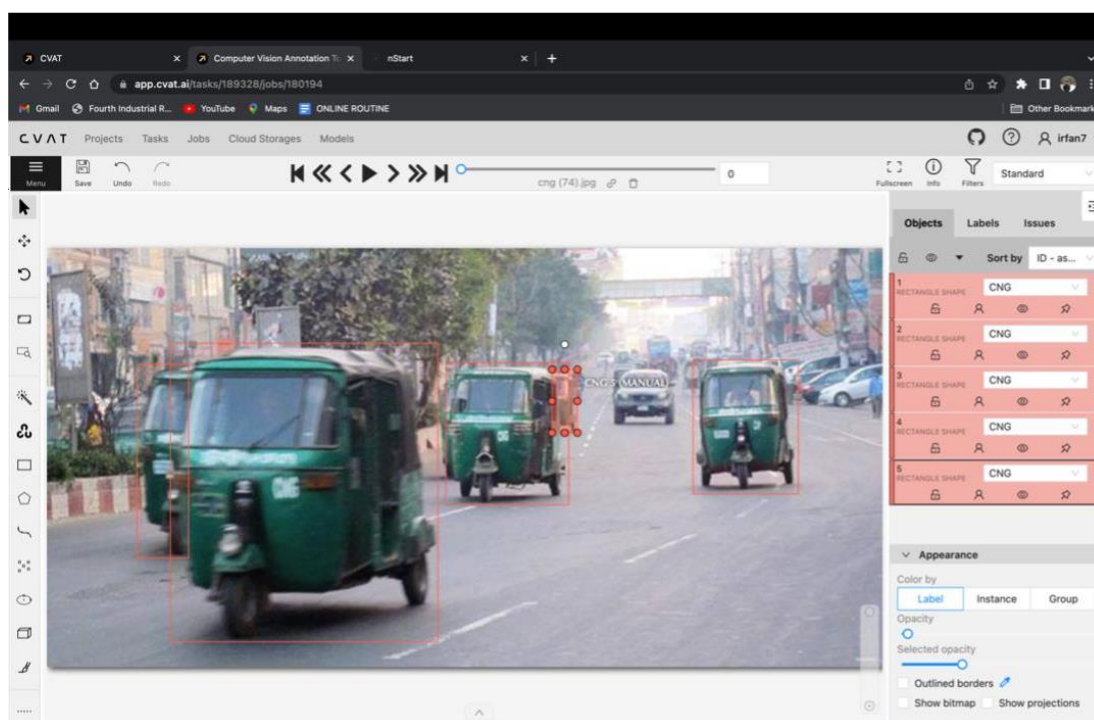 CVAT
Computer Vision Annotation To
nStart
app.cvat.ai/tasks/189328/jobs/180194
Gmail
Fourth Industrial R...
YouTube
Maps
ONLINE ROUTINE
Other Bookmark
CVAT
Projects
Tasks
Jobs
Cloud Storages
Models
irfan7
Menu
Save
Undo
Redo
cng (74).jpg
0
Fullscreen
Info
Filters
Standard
Objects
Labels
Issues
Sort by
ID - as...
1
RECTANGLE SHAPE
CNG
2
RECTANGLE SHAPE
CNG
3
RECTANGLE SHAPE
CNG
4
RECTANGLE SHAPE
CNG
5
RECTANGLE SHAPE
CNG
CNG 5 (MANUAL)
CNG
Appearance
Color by
Label
Instance
Group
Opacity
Selected opacity
Outlined borders
Show bitmap
Show projections